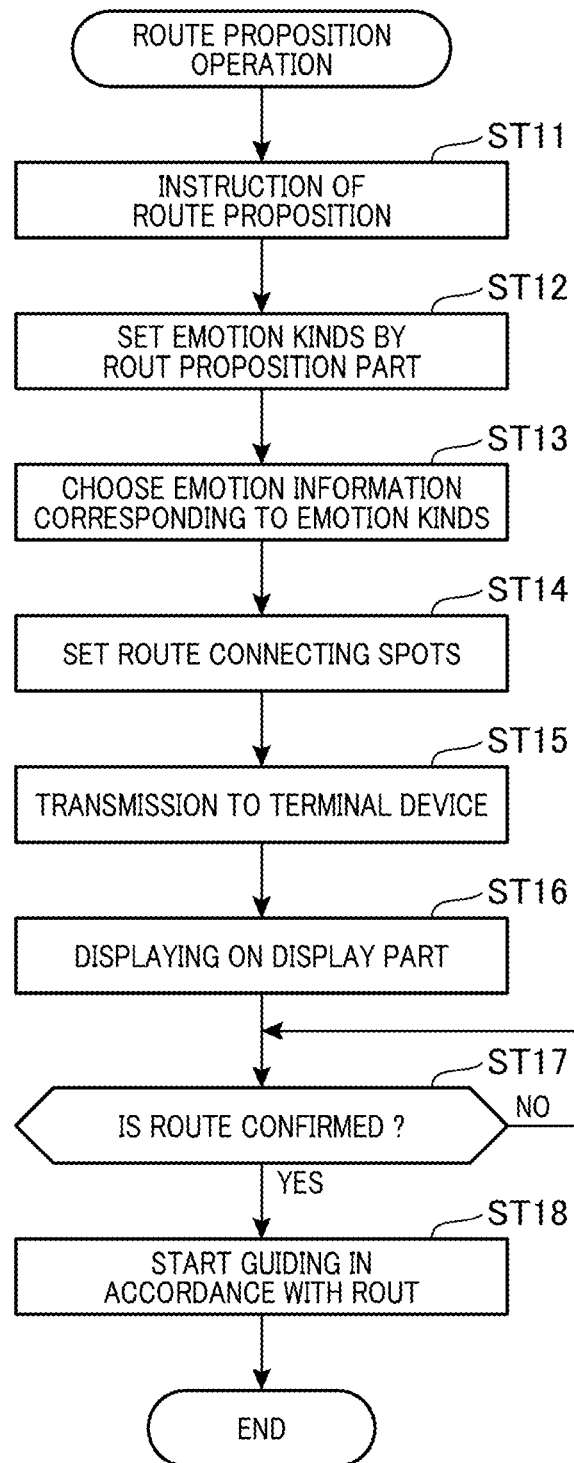 ROUTE PROPOSITION
OPERATION
ST11
INSTRUCTION OF
ROUTE PROPOSITION
ST12
SET EMOTION KINDS BY
ROUT PROPOSITION PART
ST13
CHOOSE EMOTION INFORMATION
CORRESPONDING TO EMOTION KINDS
ST14
SET ROUTE CONNECTING SPOTS
ST15
TRANSMISSION TO TERMINAL DEVICE
ST16
DISPLAYING ON DISPLAY PART
ST17
IS ROUTE CONFIRMED ?
NO
YES
ST18
START GUIDING IN
ACCORDANCE WITH ROUT
END